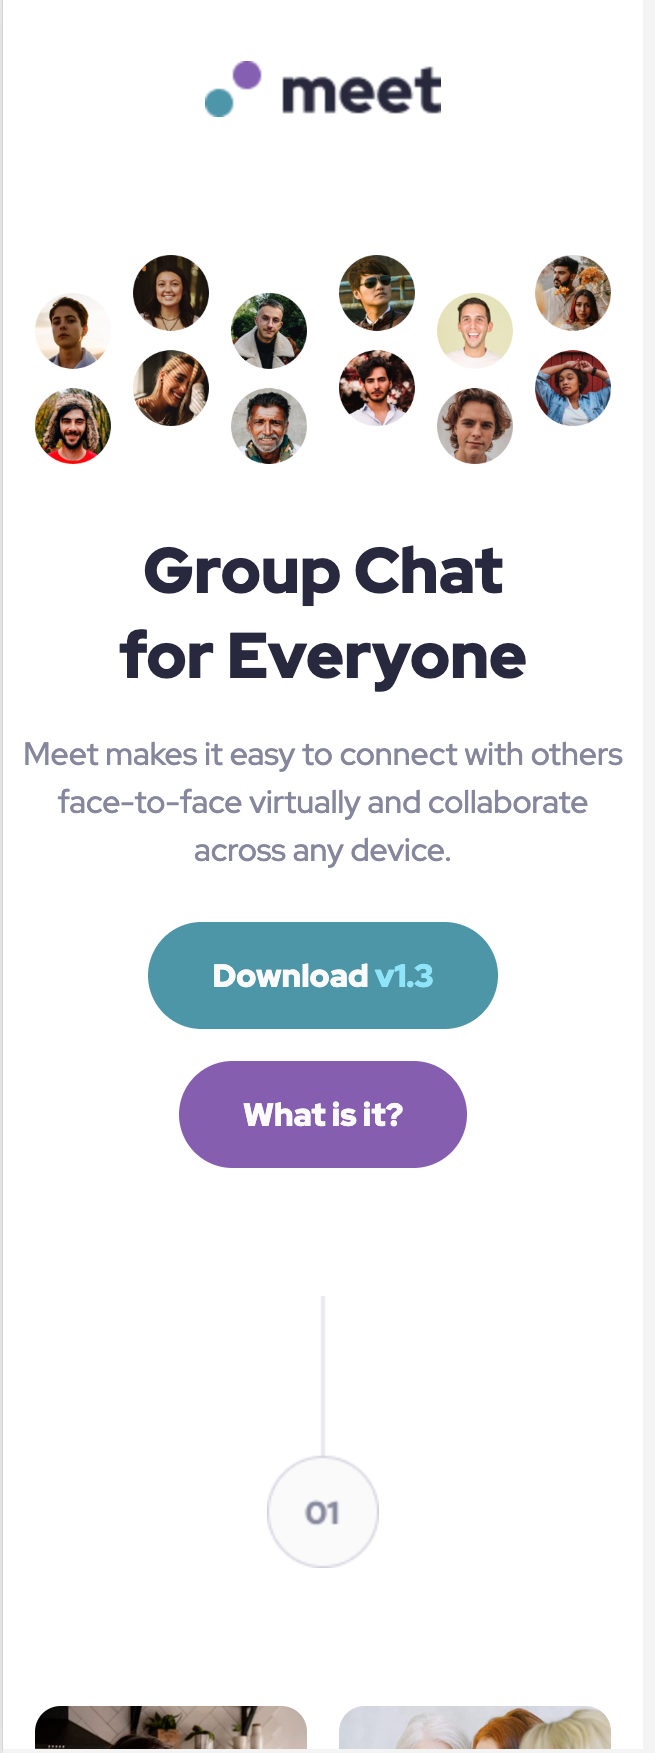 meet
Group Chat
for Everyone
Meet makes it easy to connect with others
face-to-face virtually and collaborate
across any device.
Download v1.3
What is it?
01